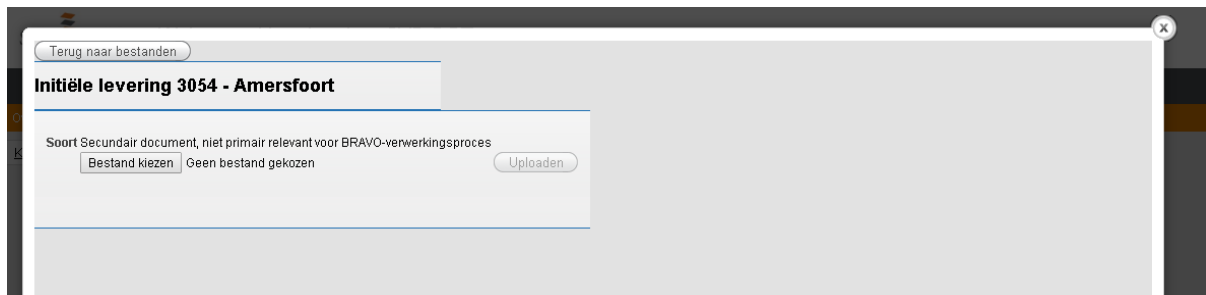 Terug naar bestanden
Initiële levering 3054 - Amersfoort
Soort Secundair document, niet primair relevant voor BRAVO-verwerkingsproces
Bestand kiezen Geen bestand gekozen Uploaden